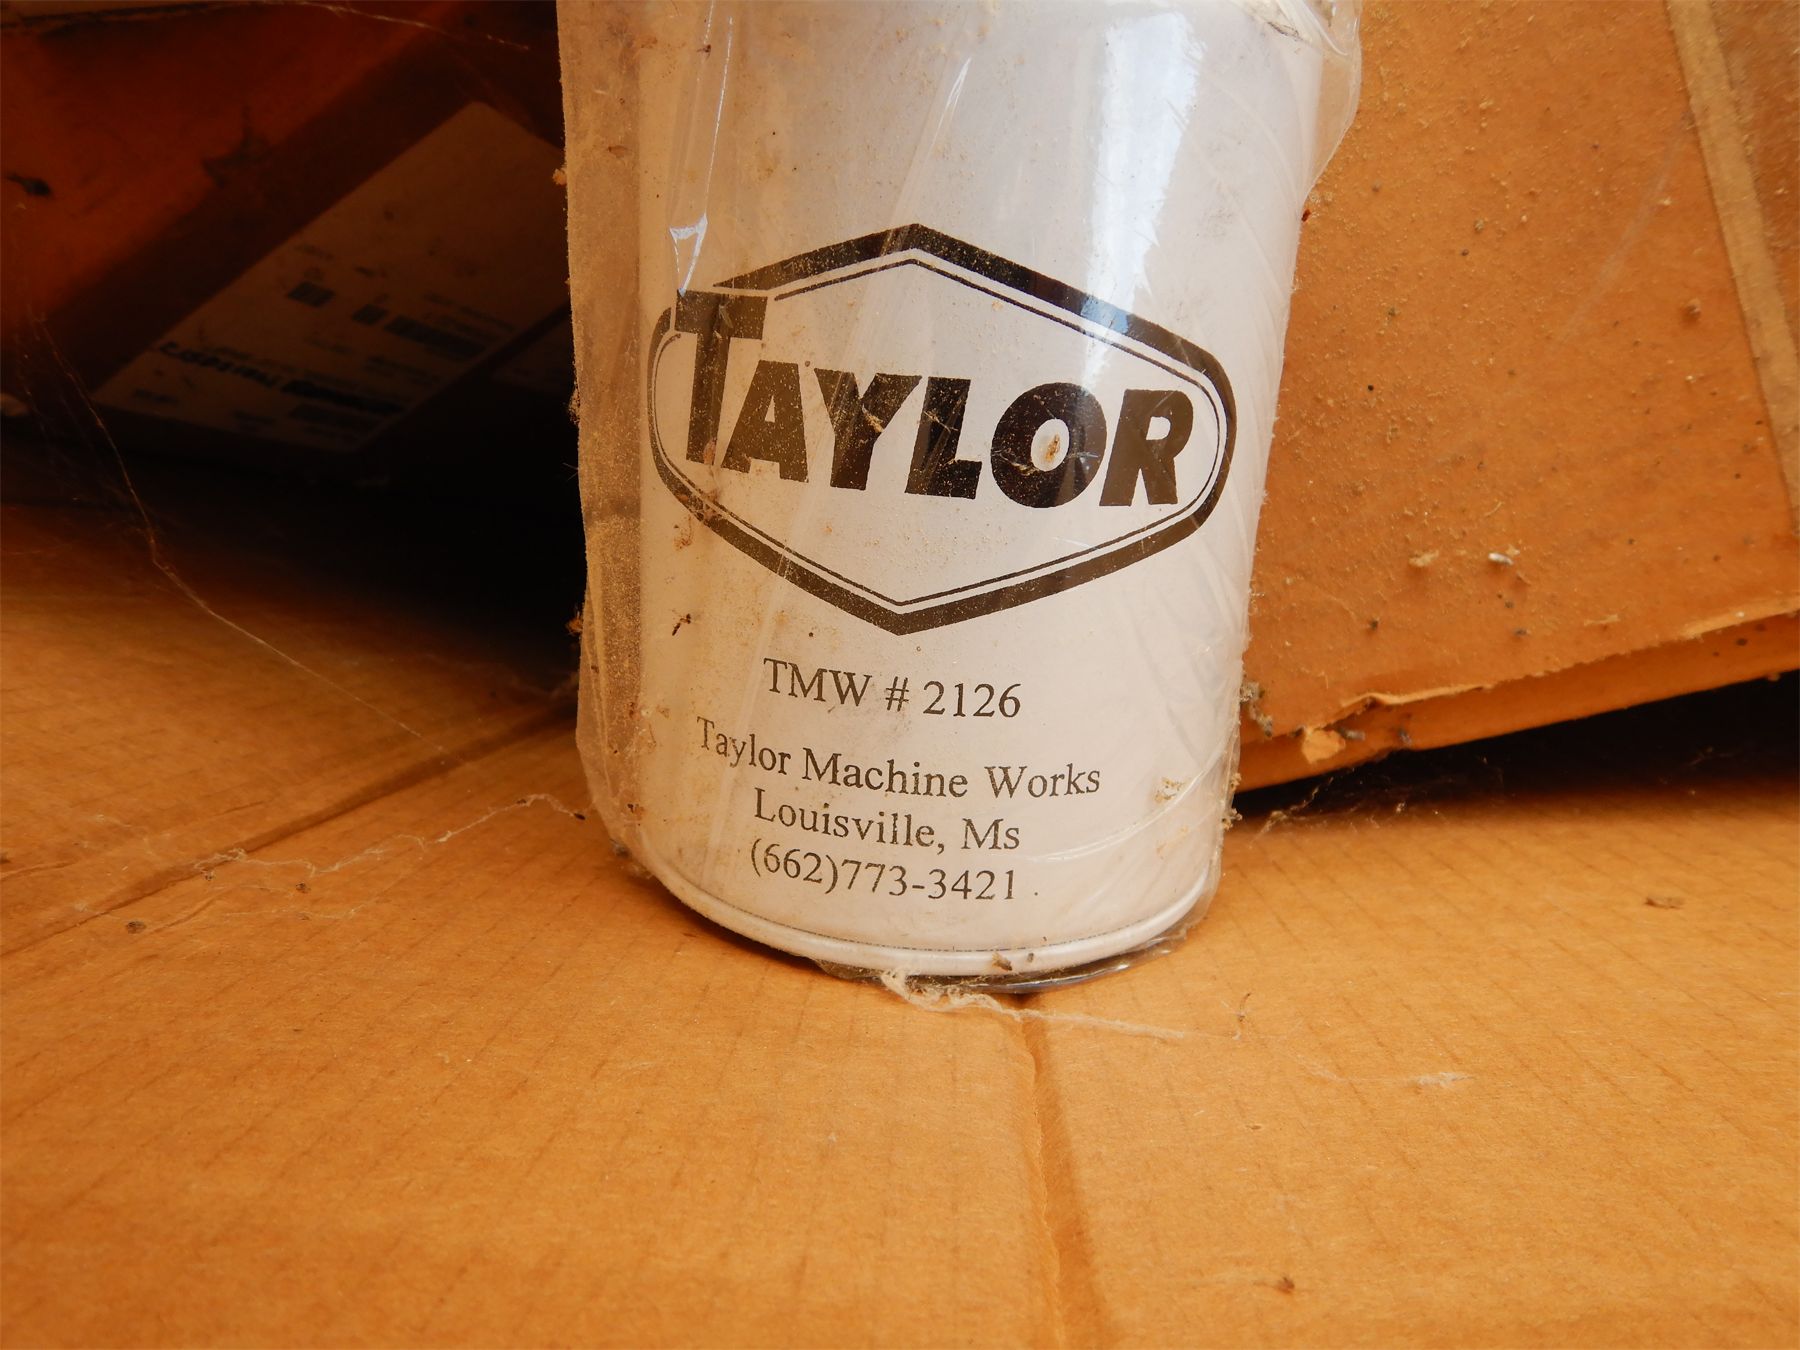 TAYLOR
TMW # 2126
Taylor Machine Works
Louisville, Ms
(662)773-3421